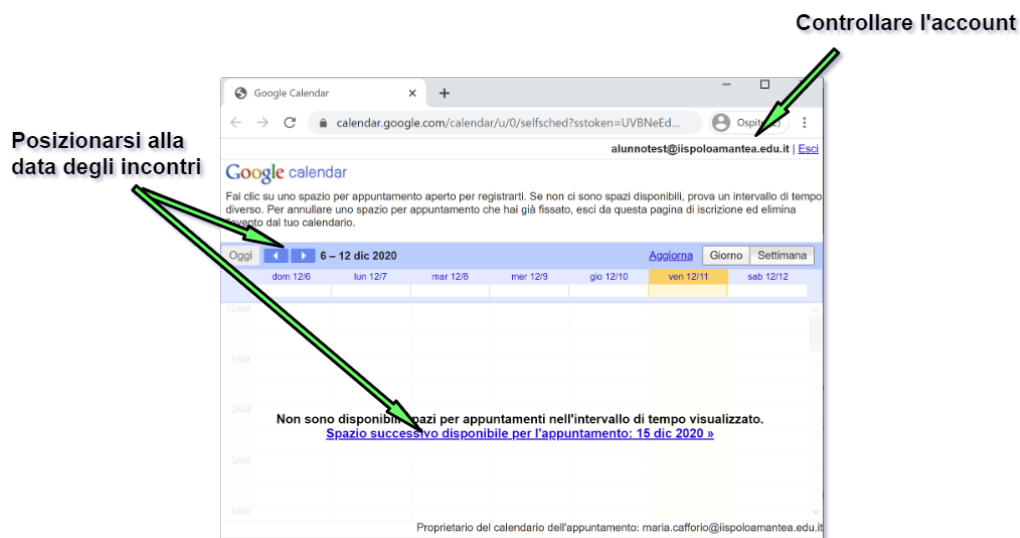 Controllare l'account
Google Calendar
calendar.google.com/calendar/u/0/selfsched?sstoken=UVBNeEd...
alunnotest@iispoloamantea.edu.it | Esci
Posizionarsi alla
data degli incontri
Google calendar
Fai clic su uno spazio per appuntamento aperto per registrarti. Se non ci sono spazi disponibili, prova un intervallo di tempo
diverso. Per annullare uno spazio per appuntamento che hai già fissato, esci da questa pagina di iscrizione ed elimina
dal tuo calendario.
Oggi 6 – 12 dic 2020 Aggiorna Giorno Settimana
dom 12/6 lun 12/7 mar 12/8 mer 12/9 gio 12/10 ven 12/11 sab 12/12
12AM
1AM
2AM
Non sono disponibili spazi per appuntamenti nell'intervallo di tempo visualizzato.
Spazio successivo disponibile per l'appuntamento: 15 dic 2020 »
3AM
4AM
Proprietario del calendario dell'appuntamento: maria.cafforio@iispoloamantea.edu.it